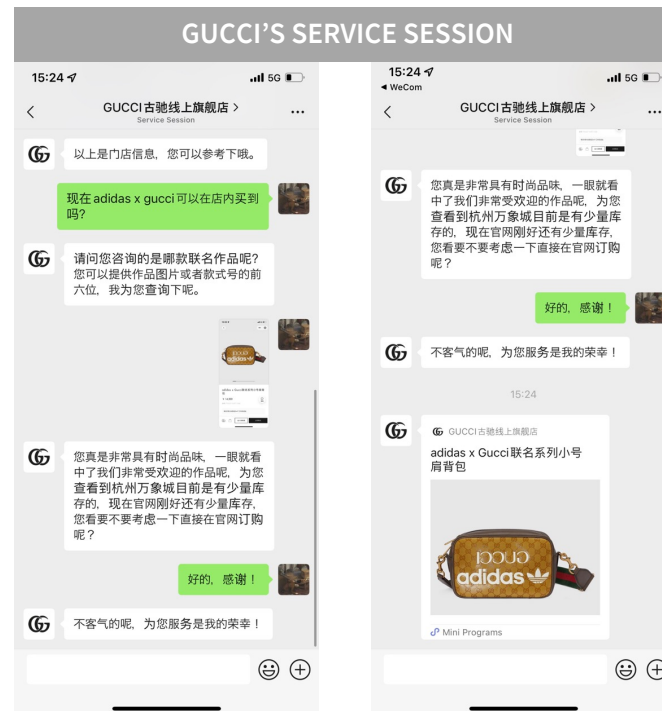 GUCCI'S SERVICE SESSION
15:24
5G
GUCCI古驰线上旗舰店 >
Service Session
以上是门店信息，您可以参考下哦。
现在adidas x gucci可以在店内买到
吗？
请问您咨询的是哪款联名作品呢？
您可以提供作品图片或者款式号的前
六位，我为您查询下呢。
GUCCI
adidas
您真是非常具有时尚品味，一眼就看
中了我们非常受欢迎的作品呢，为您
查看到杭州万象城目前是有少量库
存的，现在官网刚好还有少量库存，
您看要不要考虑一下直接在官网订购
呢？
好的，感谢！
不客气的呢，为您服务是我的荣幸！
15:24
5G
WeCom
GUCCI古驰线上旗舰店 >
Service Session
您真是非常具有时尚品味，一眼就看
中了我们非常受欢迎的作品呢，为您
查看到杭州万象城目前是有少量库
存的，现在官网刚好还有少量库存，
您看要不要考虑一下直接在官网订购
呢？
好的，感谢！
不客气的呢，为您服务是我的荣幸！
15:24
GUCCI古驰线上旗舰店
adidas x Gucci联名系列小号
肩背包
GUCCI
adidas
Mini Programs